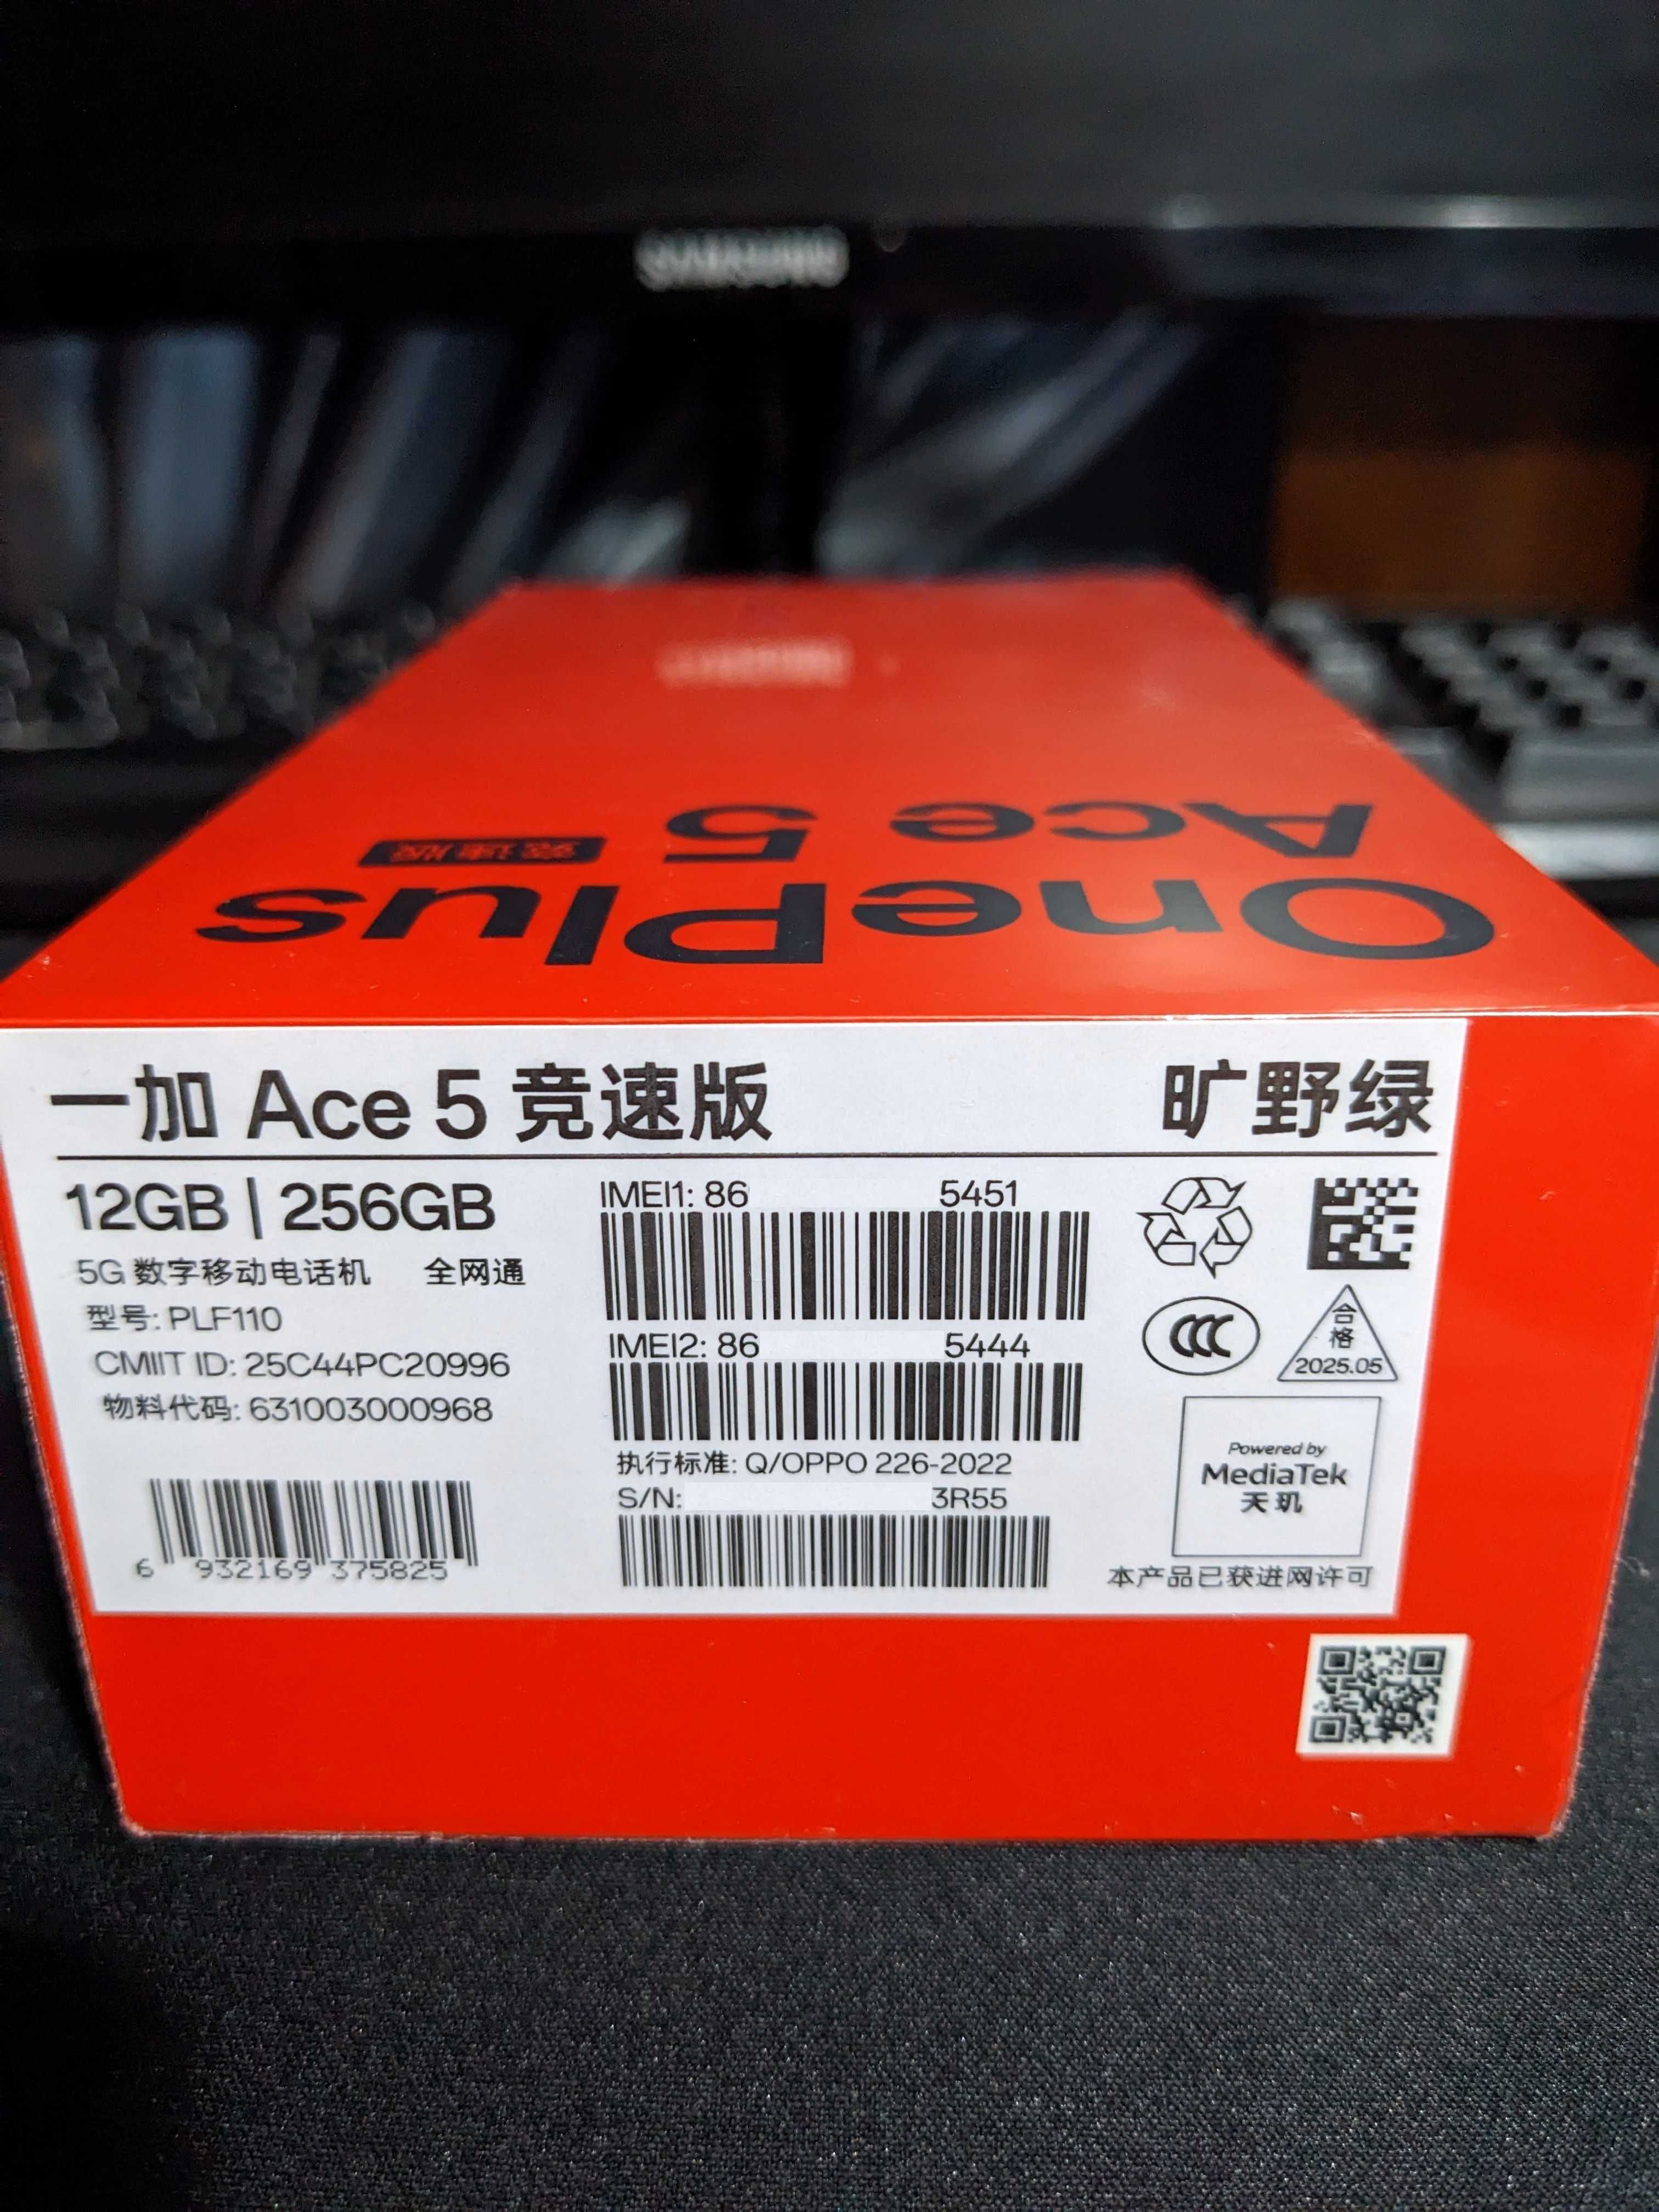 SAMSUNG
OnePlus
Ace 5 竞速版
一加 Ace 5 竞速版 旷野绿
12GB | 256GB
5G 数字移动电话机 全网通
型号: PLF110
CMIIT ID: 25C44PC20996
物料代码: 631003000968
6 932169 375825
IMEI1: 86 5451
IMEI2: 86 5444
执行标准: Q/OPPO 226-2022
S/N: 3R55
CCC
合
格
2025.05
Powered by
MediaTek
天玑
本产品已获进网许可